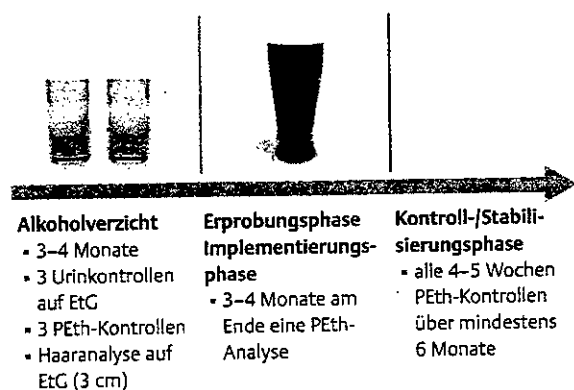 Alkoholverzicht
▪ 3–4 Monate
▪ 3 Urinkontrollen
auf EtG
▪ 3 PEth-Kontrollen
▪ Haaranalyse auf
EtG (3 cm)
Erprobungsphase
Implementierungs-
phase
▪ 3–4 Monate am
Ende eine PEth-
Analyse
Kontroll-/Stabili-
sierungsphase
▪ alle 4–5 Wochen
PEth-Kontrollen
über mindestens
6 Monate